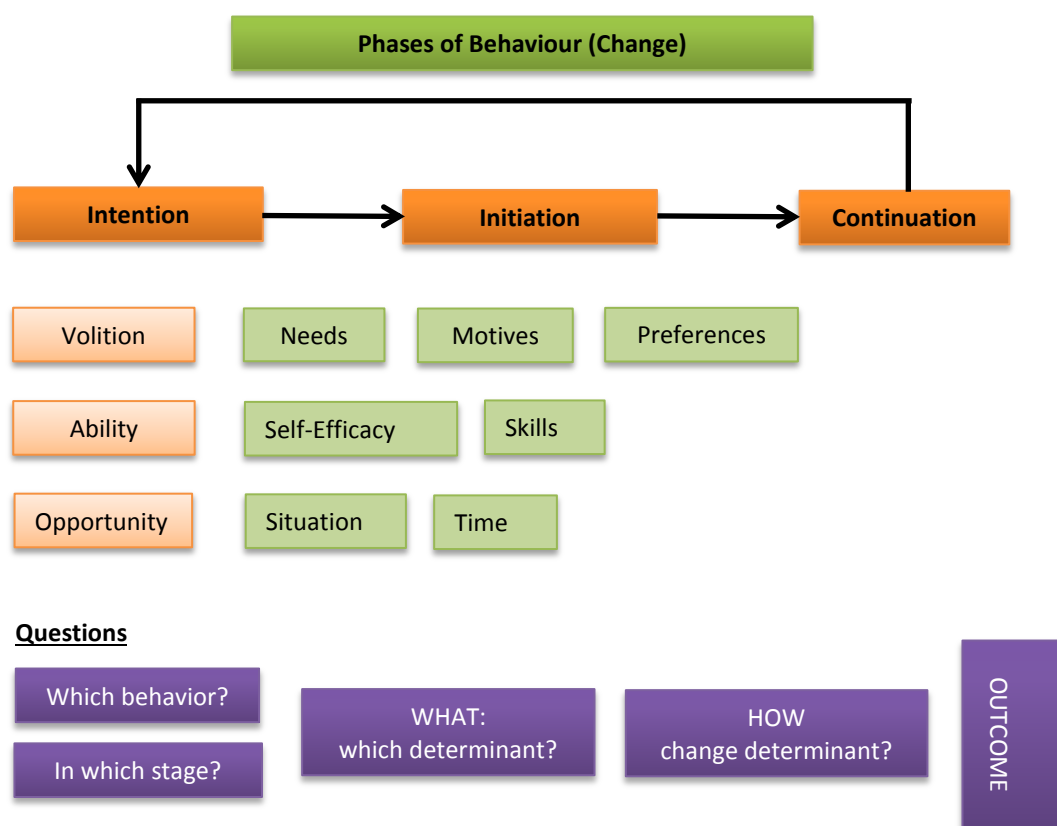 Phases of Behaviour (Change)
Intention
Initiation
Continuation
Volition
Needs
Motives
Preferences
Ability
Self-Efficacy
Skills
Opportunity
Situation
Time
Questions
Which behavior?
In which stage?
WHAT:
which determinant?
HOW
change determinant?
OUTCOME